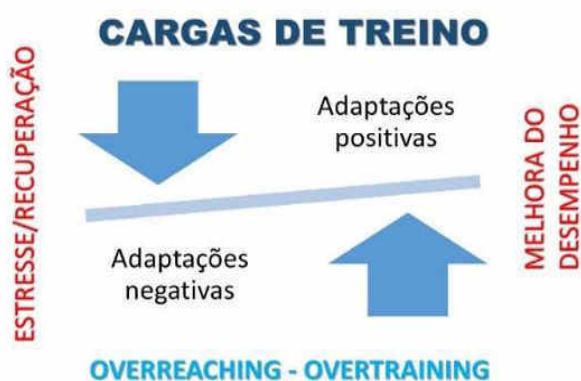 CARGAS DE TREINO
ESTRESSE/RECUPERAÇÃO
Adaptações
positivas
MELHORA DO
DESEMPENHO
Adaptações
negativas
OVERREACHING - OVERTRAINING